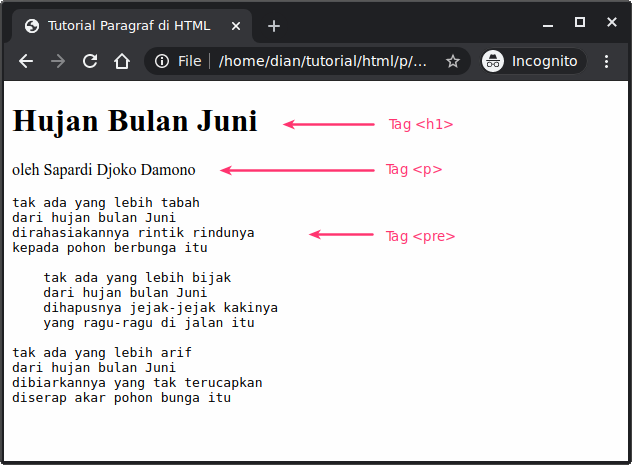 Tutorial Paragraf di HTML
File | /home/dian/tutorial/html/p/... Incognito
Hujan Bulan Juni Tag <h1>
oleh Sapardi Djoko Damono Tag <p>
tak ada yang lebih tabah
dari hujan bulan Juni
dirahasiakannya rintik rindunya Tag <pre>
kepada pohon berbunga itu
tak ada yang lebih bijak
dari hujan bulan Juni
dihapusnya jejak-jejak kakinya
yang ragu-ragu di jalan itu
tak ada yang lebih arif
dari hujan bulan Juni
dibiarkannya yang tak terucapkan
diserap akar pohon bunga itu